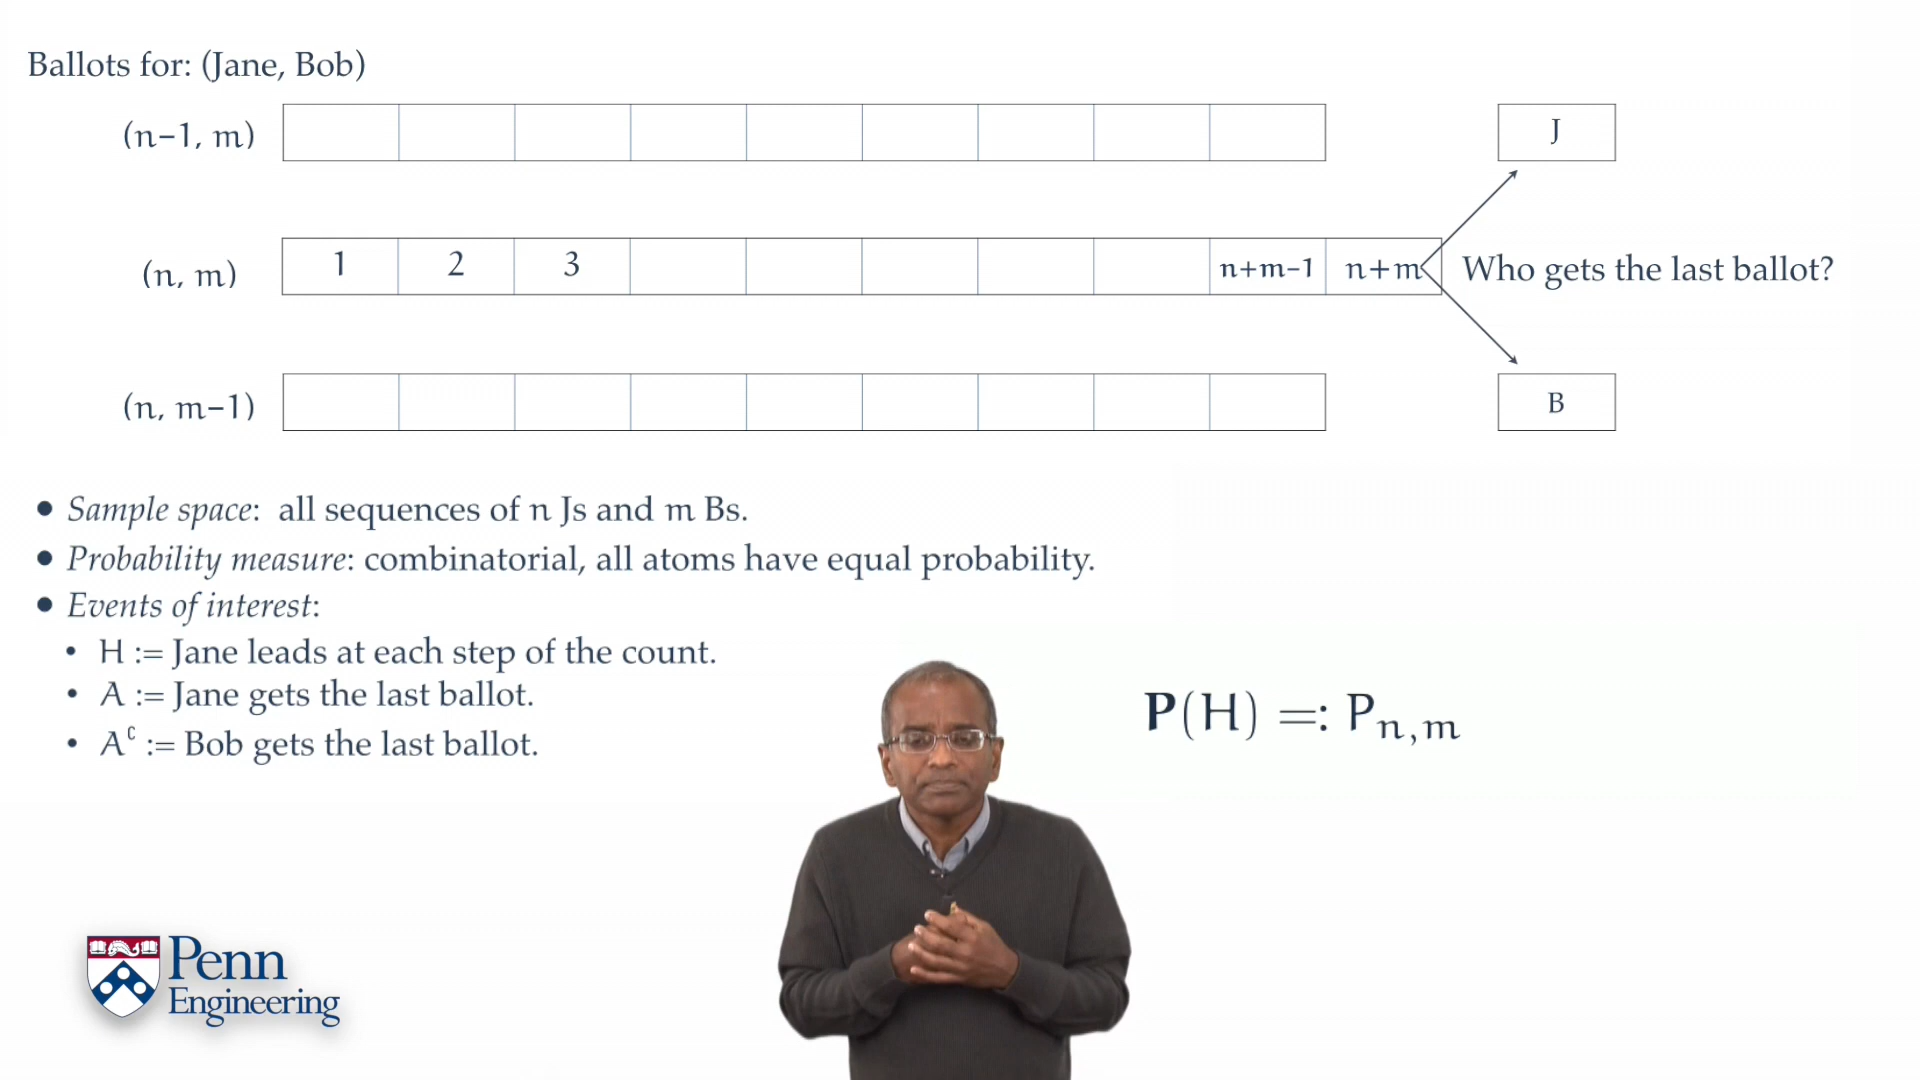 Ballots for: (Jane, Bob)
(n−1, m)
J
(n, m) 1 2 3 n+m−1 n+m Who gets the last ballot?
(n, m−1)
B
• Sample space: all sequences of n Js and m Bs.
• Probability measure: combinatorial, all atoms have equal probability.
• Events of interest:
• H := Jane leads at each step of the count.
• A := Jane gets the last ballot.
• Aᶜ := Bob gets the last ballot.
P(H) =: Pₙ,ₘ
Penn
Engineering